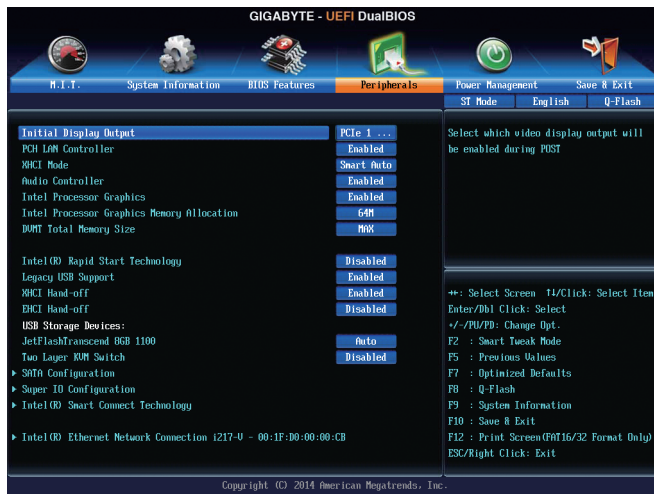 GIGABYTE - UEFI DualBIOS
M.I.T. System Information BIOS Features Peripherals Power Management Save & Exit
ST Mode English Q-Flash
Initial Display Output PCIe 1 ...
PCH LAN Controller Enabled
XHCI Mode Smart Auto
Audio Controller Enabled
Intel Processor Graphics Enabled
Intel Processor Graphics Memory Allocation 64M
DVMT Total Memory Size MAX
Intel(R) Rapid Start Technology Disabled
Legacy USB Support Enabled
XHCI Hand-off Enabled
EHCI Hand-off Disabled
USB Storage Devices:
JetFlashTranscend 8GB 1100 Auto
Two Layer KVM Switch Disabled
SATA Configuration
Super IO Configuration
Intel(R) Smart Connect Technology
Intel(R) Ethernet Network Connection i217-V - 00:1F:D0:00:00:CB
Select which video display output will
be enabled during POST
↔: Select Screen ↑↓/Click: Select Item
Enter/Dbl Click: Select
+/-/PU/PD: Change Opt.
F2 : Smart Tweak Mode
F5 : Previous Values
F7 : Optimized Defaults
F8 : Q-Flash
F9 : System Information
F10 : Save & Exit
F12 : Print Screen(FAT16/32 Format Only)
ESC/Right Click: Exit
Copyright (C) 2014 American Megatrends, Inc.